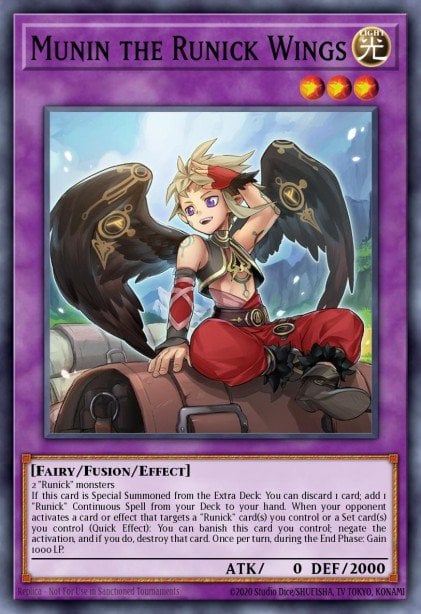 MUNIN THE RUNICK WINGS
LIGHT
光
[FAIRY/FUSION/EFFECT]
2 "Runick" monsters
If this card is Special Summoned from the Extra Deck: You can discard 1 card; add 1
"Runick" Continuous Spell from your Deck to your hand. When your opponent
activates a card or effect that targets a "Runick" card(s) you control or a Set card(s)
you control (Quick Effect): You can banish this card you control; negate the
activation, and if you do, destroy that card. Once per turn, during the End Phase: Gain
1000 LP.
ATK/ 0 DEF/2000
Replica - Not For Use in Sanctioned Tournaments
©2020 Studio Dice/SHUEISHA, TV TOKYO, KONAMI